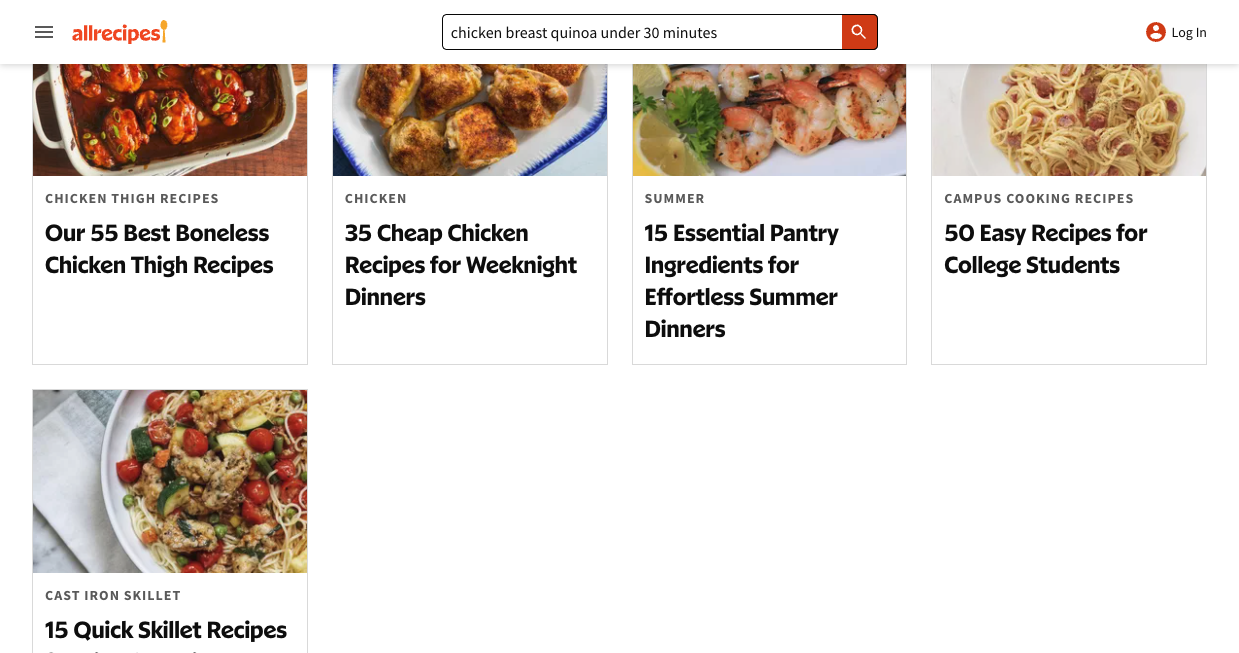 allrecipes
chicken breast quinoa under 30 minutes
Log In
CHICKEN THIGH RECIPES
Our 55 Best Boneless
Chicken Thigh Recipes
CHICKEN
35 Cheap Chicken
Recipes for Weeknight
Dinners
SUMMER
15 Essential Pantry
Ingredients for
Effortless Summer
Dinners
CAMPUS COOKING RECIPES
50 Easy Recipes for
College Students
CAST IRON SKILLET
15 Quick Skillet Recipes